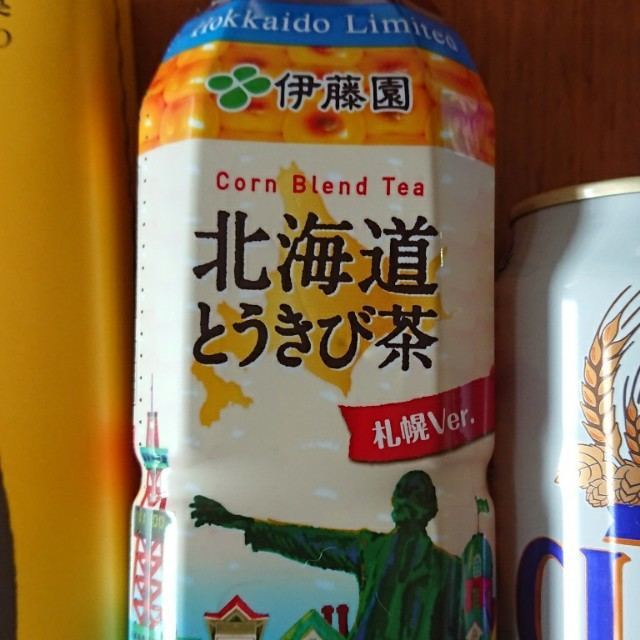 Hokkaido Limited
伊藤園
Corn Blend Tea
北海道
とうきび茶
札幌Ver.